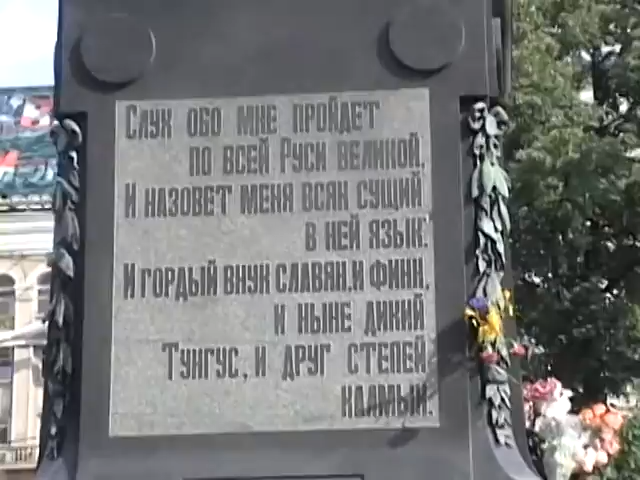 Слух обо мне пройдет
по всей Руси великой,
И назовет меня всяк сущий
в ней язык:
И гордый внук славян, и финн,
и ныне дикий
Тунгус, и друг степей
калмык.